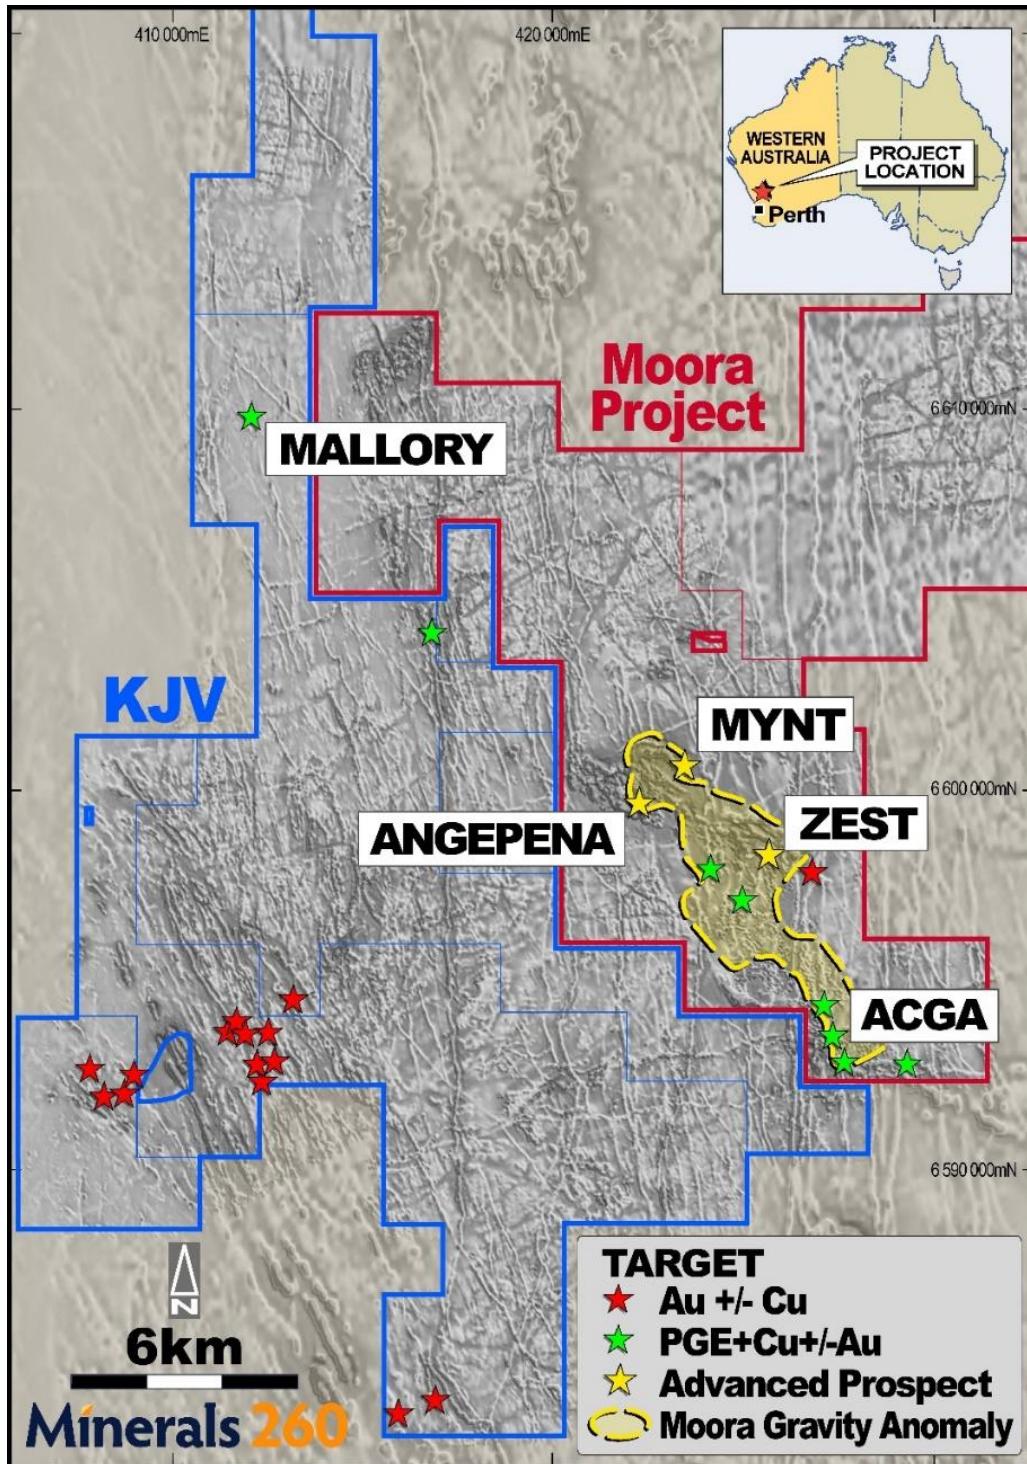 410 000mE
420 000mE
WESTERN
AUSTRALIA
PROJECT
LOCATION
Perth
Moora
Project
6 610 000mN
MALLORY
KJV
MYNT
6 600 000mN
ZEST
ANGEPENA
ACGA
6 590 000mN
N
6km
Minerals 260
TARGET
Au +/- Cu
PGE+Cu+/-Au
Advanced Prospect
Moora Gravity Anomaly